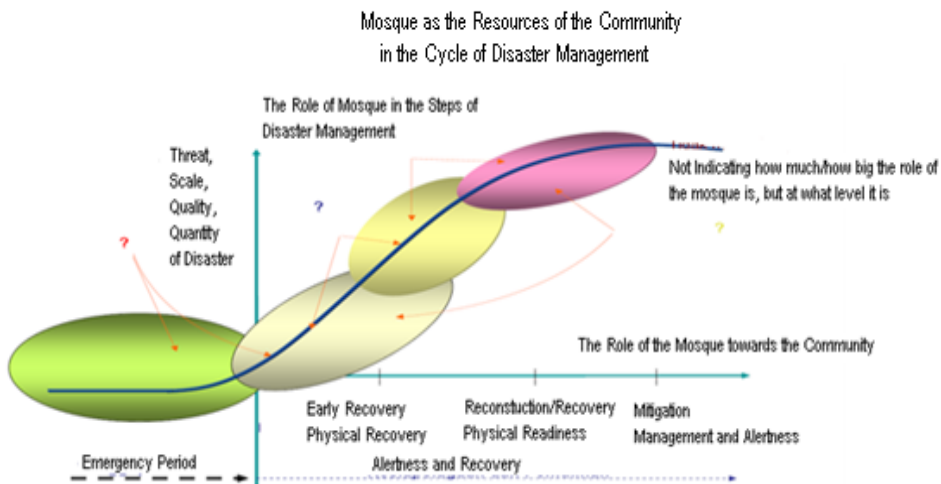 Mosque as the Resources of the Community
in the Cycle of Disaster Management
The Role of Mosque in the Steps of
Disaster Management
Threat,
Scale,
Quality,
Quantity
of Disaster
Not Indicating how much/how big the role of
the mosque is, but at what level it is
?
?
?
The Role of the Mosque towards the Community
Early Recovery
Physical Recovery
Reconstuction/Recovery
Physical Readiness
Mitigation
Management and Alertness
Emergency Period
Alertness and Recovery